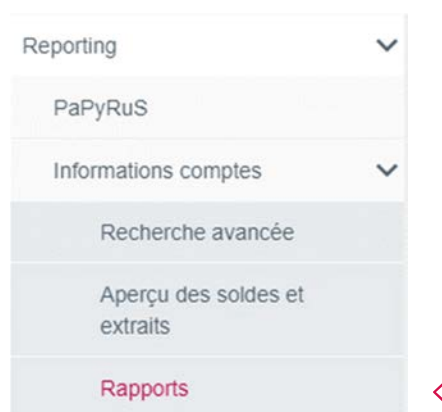 Reporting
PaPyRuS
Informations comptes
Recherche avancée
Aperçu des soldes et
extraits
Rapports